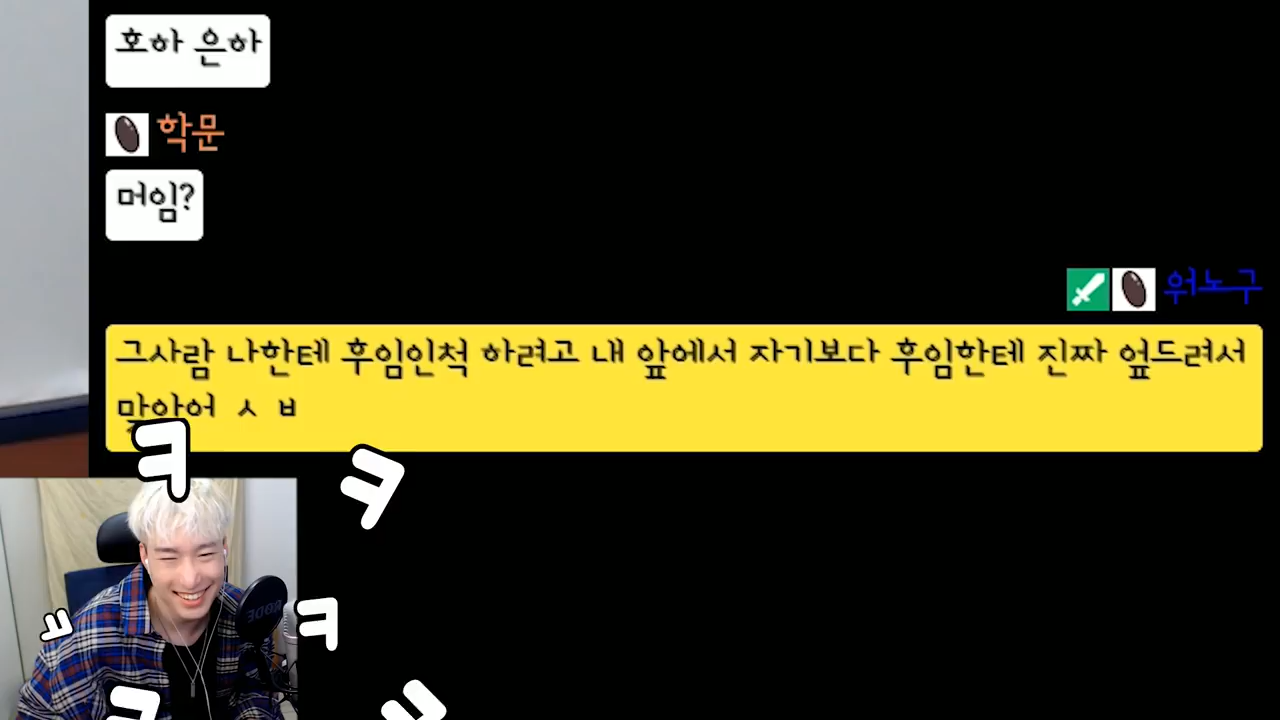 호하 은하
학문
머임?
워노구
그사람 나한테 후임인척 하려고 내 앞에서 자기보다 후임한테 진짜 엎드려서
맞았어 ㅅㅂ
ㅋ
ㅋ
ㅋ
ㅋ
ㅋ
ㅋ
RØDE